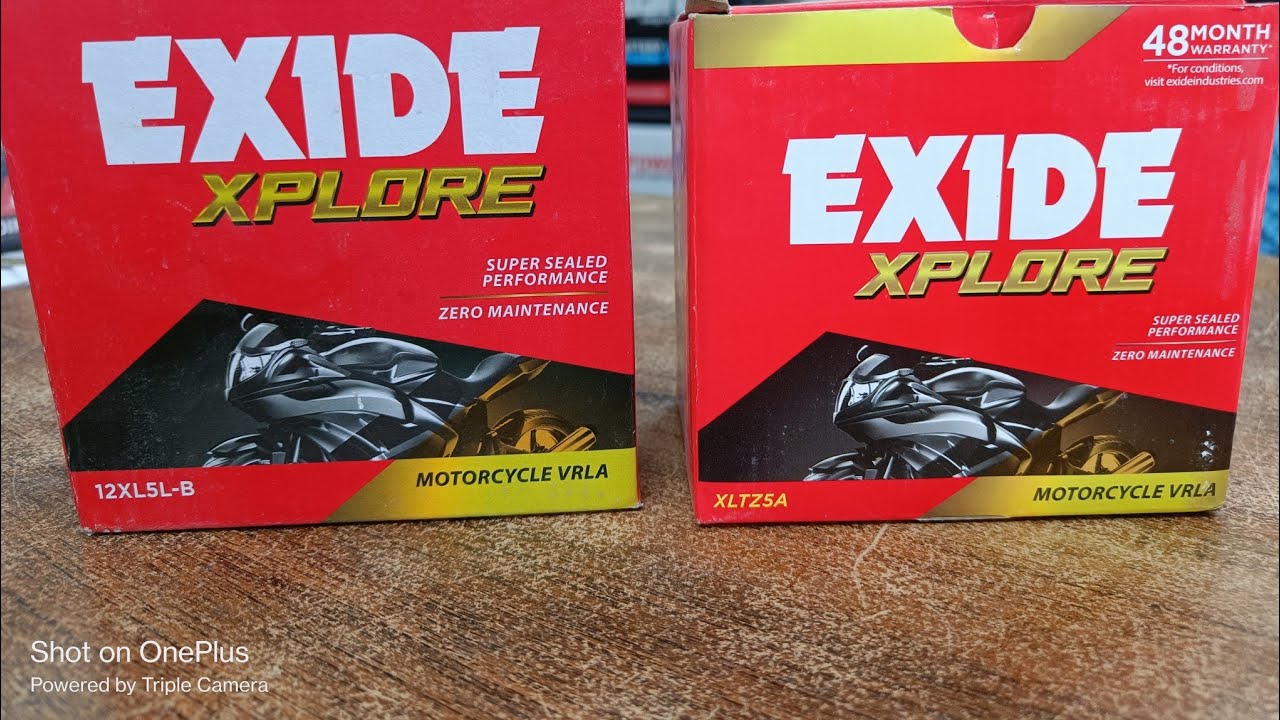 EXIDE
XPLORE
SUPER SEALED
PERFORMANCE
ZERO MAINTENANCE
12XL5L-B
MOTORCYCLE VRLA
48 MONTH
WARRANTY*
*For conditions,
visit exideindustries.com
EXIDE
XPLORE
SUPER SEALED
PERFORMANCE
ZERO MAINTENANCE
XLTZ5A
MOTORCYCLE VRLA
Shot on OnePlus
Powered by Triple Camera